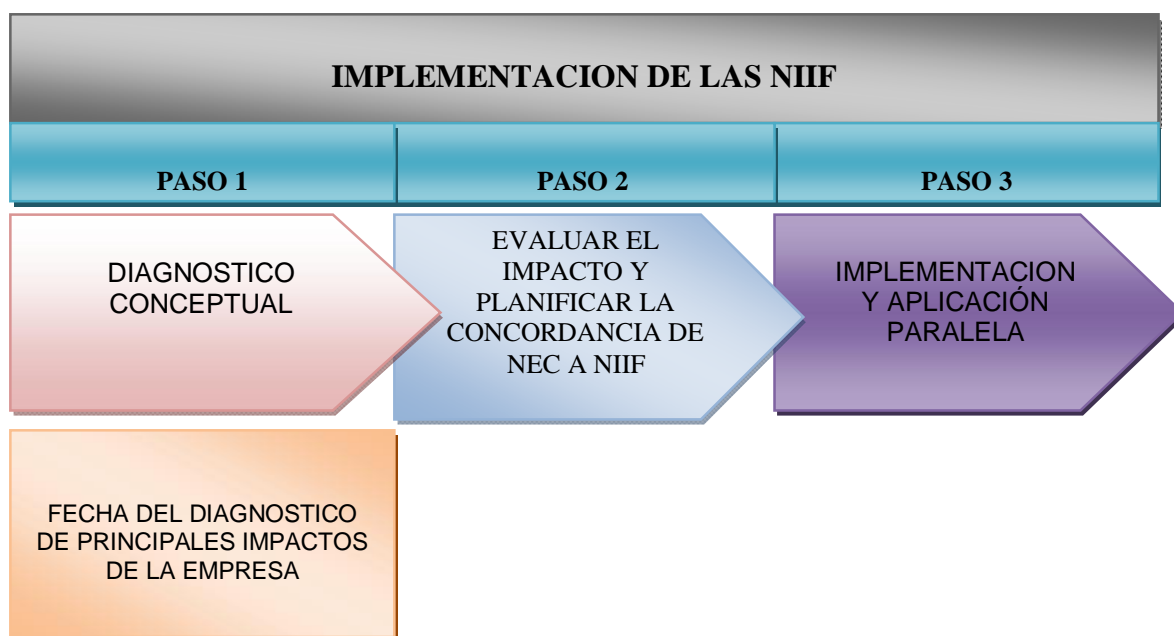 IMPLEMENTACION DE LAS NIIF
PASO 1
PASO 2
PASO 3
DIAGNOSTICO
CONCEPTUAL
EVALUAR EL
IMPACTO Y
PLANIFICAR LA
CONCORDANCIA DE
NEC A NIIF
IMPLEMENTACION
Y APLICACIÓN
PARALELA
FECHA DEL DIAGNOSTICO
DE PRINCIPALES IMPACTOS
DE LA EMPRESA